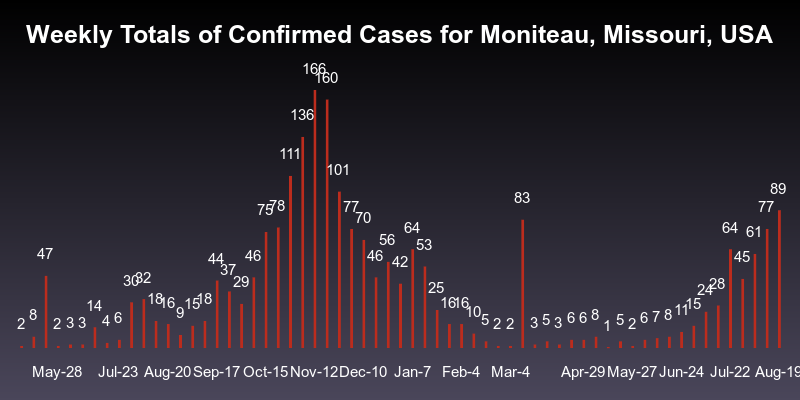 Weekly Totals of Confirmed Cases for Moniteau, Missouri, USA
2 8 47 2 3 3 14 4 6 30 32 18 16 9 15 18 44 37 29 46 75 78 111 136 166 160 101 77 70 46 56 42 64 53 25 16 16 10 5 2 2 83 3 5 3 6 6 8 1 5 2 6 7 8 11 15 24 28 64 45 61 77 89
May-28 Jul-23 Aug-20 Sep-17 Oct-15 Nov-12 Dec-10 Jan-7 Feb-4 Mar-4 Apr-29 May-27 Jun-24 Jul-22 Aug-19